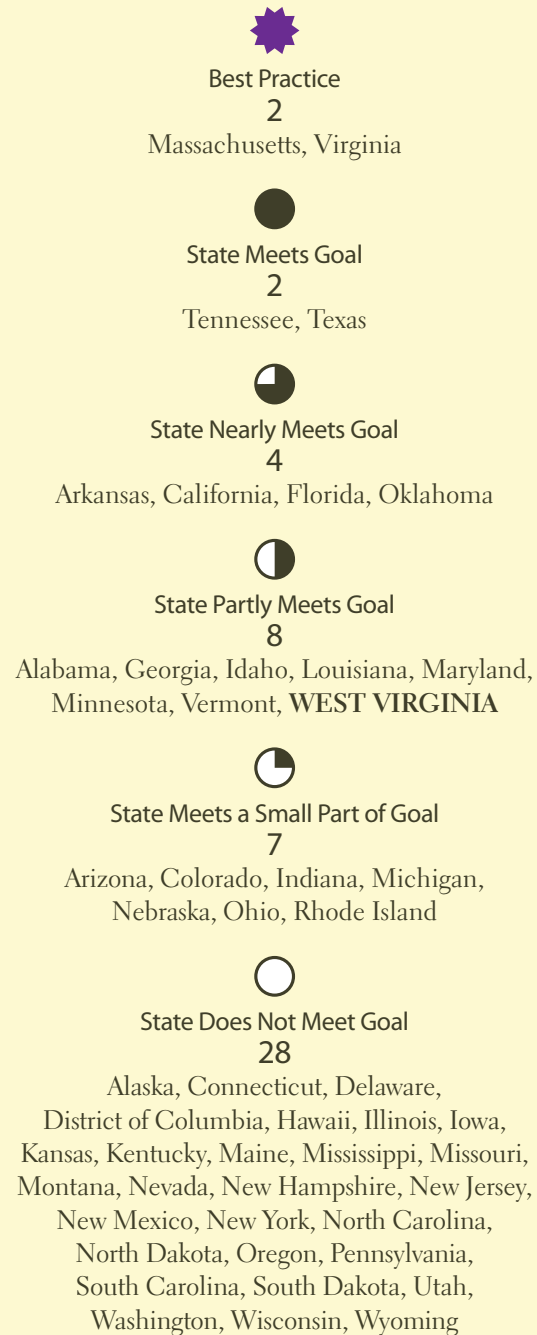 Best Practice
2
Massachusetts, Virginia
State Meets Goal
2
Tennessee, Texas
State Nearly Meets Goal
4
Arkansas, California, Florida, Oklahoma
State Partly Meets Goal
8
Alabama, Georgia, Idaho, Louisiana, Maryland,
Minnesota, Vermont, WEST VIRGINIA
State Meets a Small Part of Goal
7
Arizona, Colorado, Indiana, Michigan,
Nebraska, Ohio, Rhode Island
State Does Not Meet Goal
28
Alaska, Connecticut, Delaware,
District of Columbia, Hawaii, Illinois, Iowa,
Kansas, Kentucky, Maine, Mississippi, Missouri,
Montana, Nevada, New Hampshire, New Jersey,
New Mexico, New York, North Carolina,
North Dakota, Oregon, Pennsylvania,
South Carolina, South Dakota, Utah,
Washington, Wisconsin, Wyoming